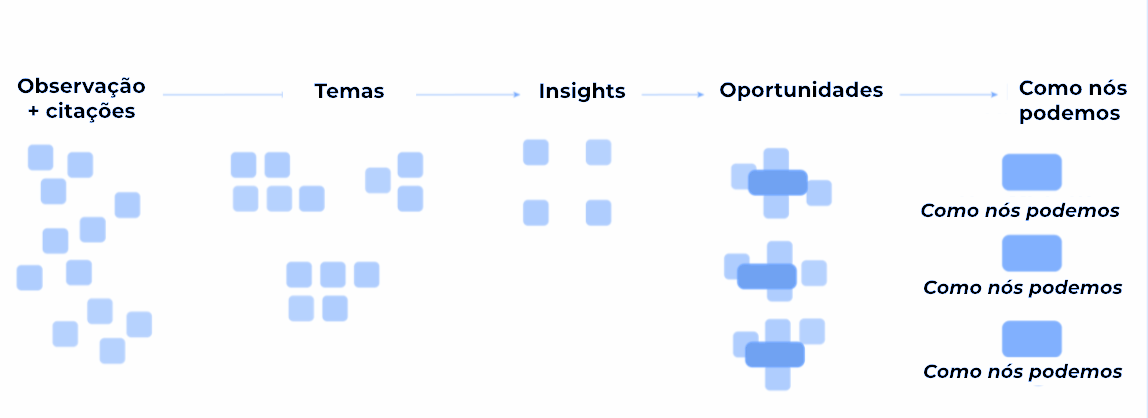 Observação
+ citações
Temas
Insights
Oportunidades
Como nós
podemos
Como nós podemos
Como nós podemos
Como nós podemos